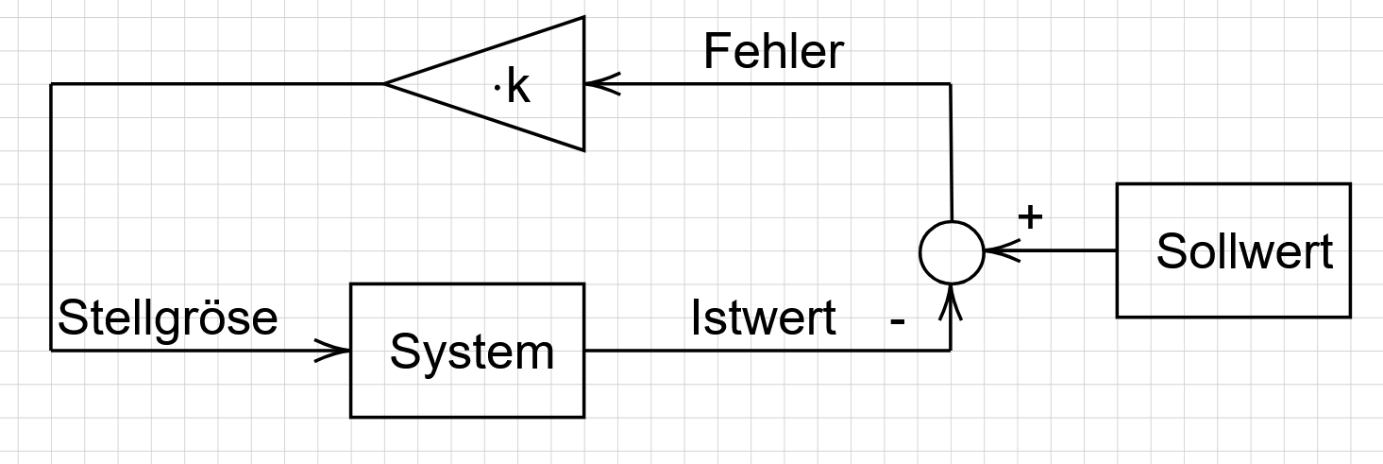 Fehler
·k
+
Sollwert
Stellgröse
Istwert
-
System